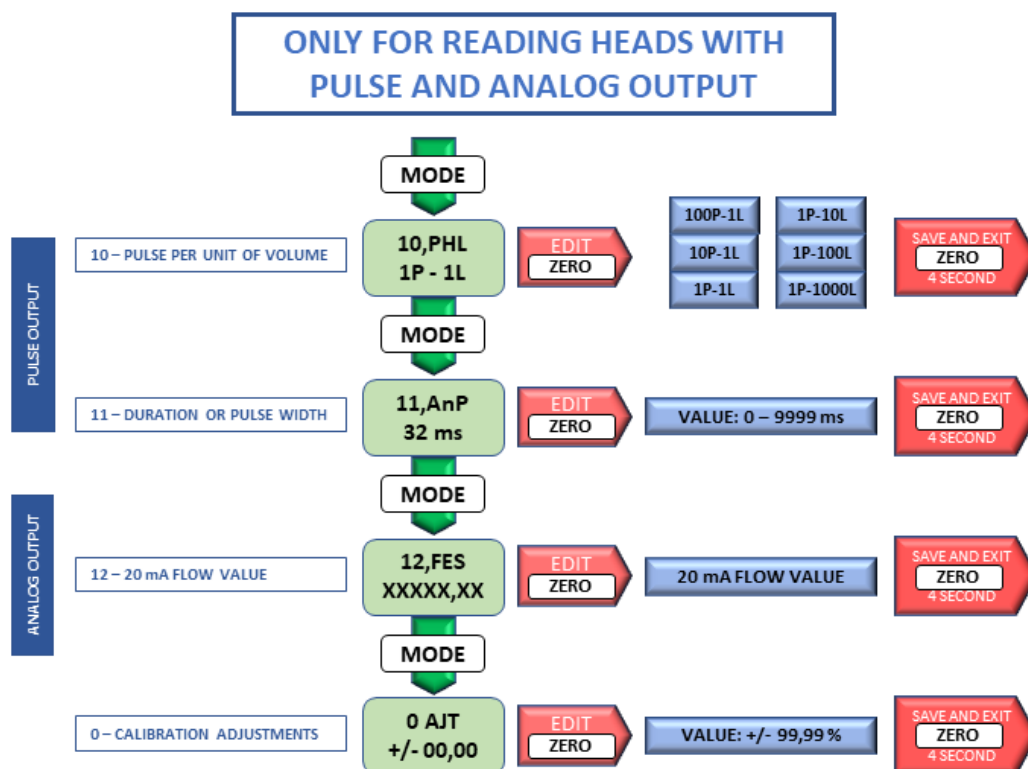 ONLY FOR READING HEADS WITH
PULSE AND ANALOG OUTPUT
MODE
PULSE OUTPUT
10 – PULSE PER UNIT OF VOLUME
10,PHL
1P - 1L
EDIT
ZERO
100P-1L
1P-10L
10P-1L
1P-100L
1P-1L
1P-1000L
SAVE AND EXIT
ZERO
4 SECOND
MODE
11 – DURATION OR PULSE WIDTH
11,AnP
32 ms
EDIT
ZERO
VALUE: 0 – 9999 ms
SAVE AND EXIT
ZERO
4 SECOND
MODE
ANALOG OUTPUT
12 – 20 mA FLOW VALUE
12,FES
XXXXX,XX
EDIT
ZERO
20 mA FLOW VALUE
SAVE AND EXIT
ZERO
4 SECOND
MODE
0 – CALIBRATION ADJUSTMENTS
0 AJT
+/- 00,00
EDIT
ZERO
VALUE: +/- 99,99 %
SAVE AND EXIT
ZERO
4 SECOND